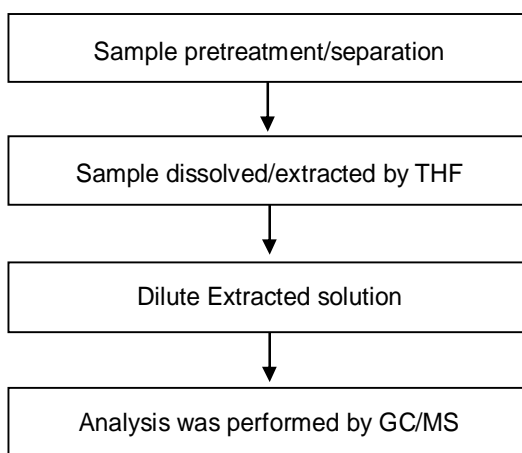 Sample pretreatment/separation
Sample dissolved/extracted by THF
Dilute Extracted solution
Analysis was performed by GC/MS